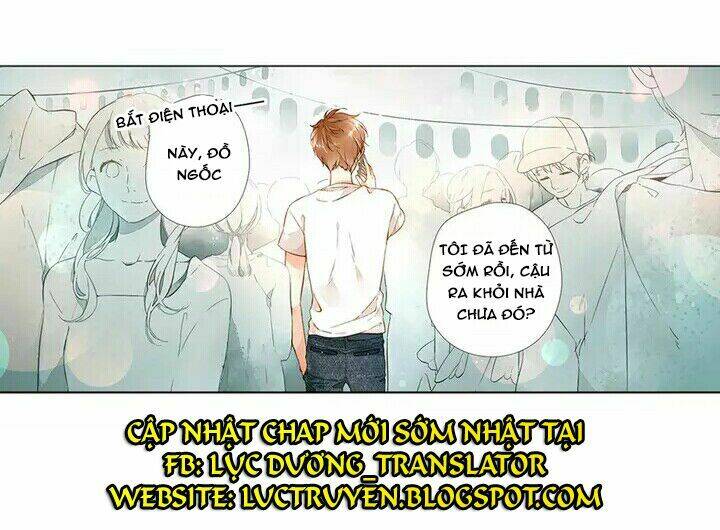 BẮT ĐIỆN THOẠI
NÀY, ĐỒ
NGỐC
TÔI ĐÃ ĐẾN TỪ
SỚM RỒI, CẬU
RA KHỎI NHÀ
CHƯA ĐÓ?
CẬP NHẬT CHAP MỚI SỚM NHẤT TẠI
FB: LỤC DƯƠNG_TRANSLATOR
WEBSITE: LUCTRUYEN.BLOGSPOT.COM